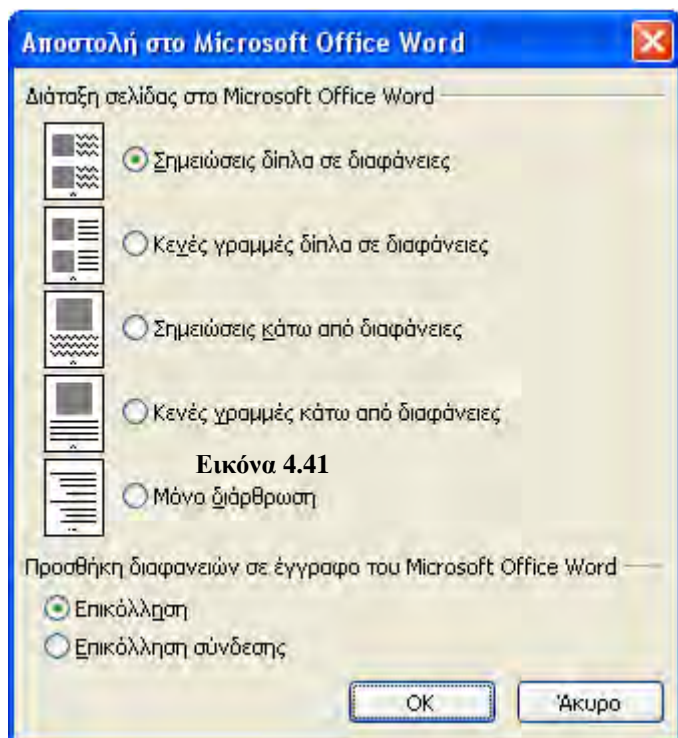 Αποστολή στο Microsoft Office Word
Διάταξη σελίδας στο Microsoft Office Word
Σημειώσεις δίπλα σε διαφάνειες
Κενές γραμμές δίπλα σε διαφάνειες
Σημειώσεις κάτω από διαφάνειες
Κενές γραμμές κάτω από διαφάνειες
Εικόνα 4.41
Μόνο διάρθρωση
Προσθήκη διαφανειών σε έγγραφο του Microsoft Office Word
Επικόλληση
Επικόλληση σύνδεσης
OK Άκυρο